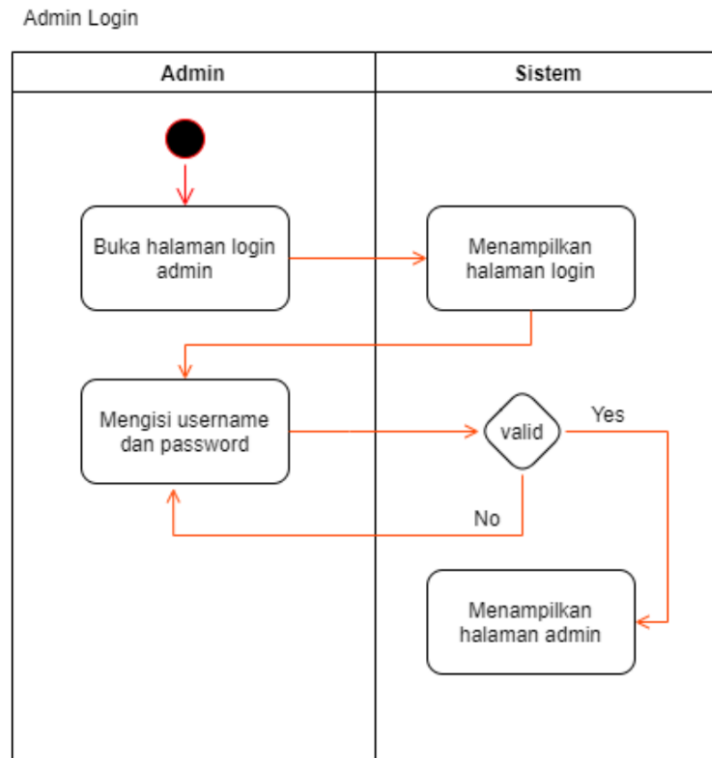 Admin Login
Admin
Sistem
Buka halaman login
admin
Menampilkan
halaman login
Mengisi username
dan password
valid
Yes
No
Menampilkan
halaman admin